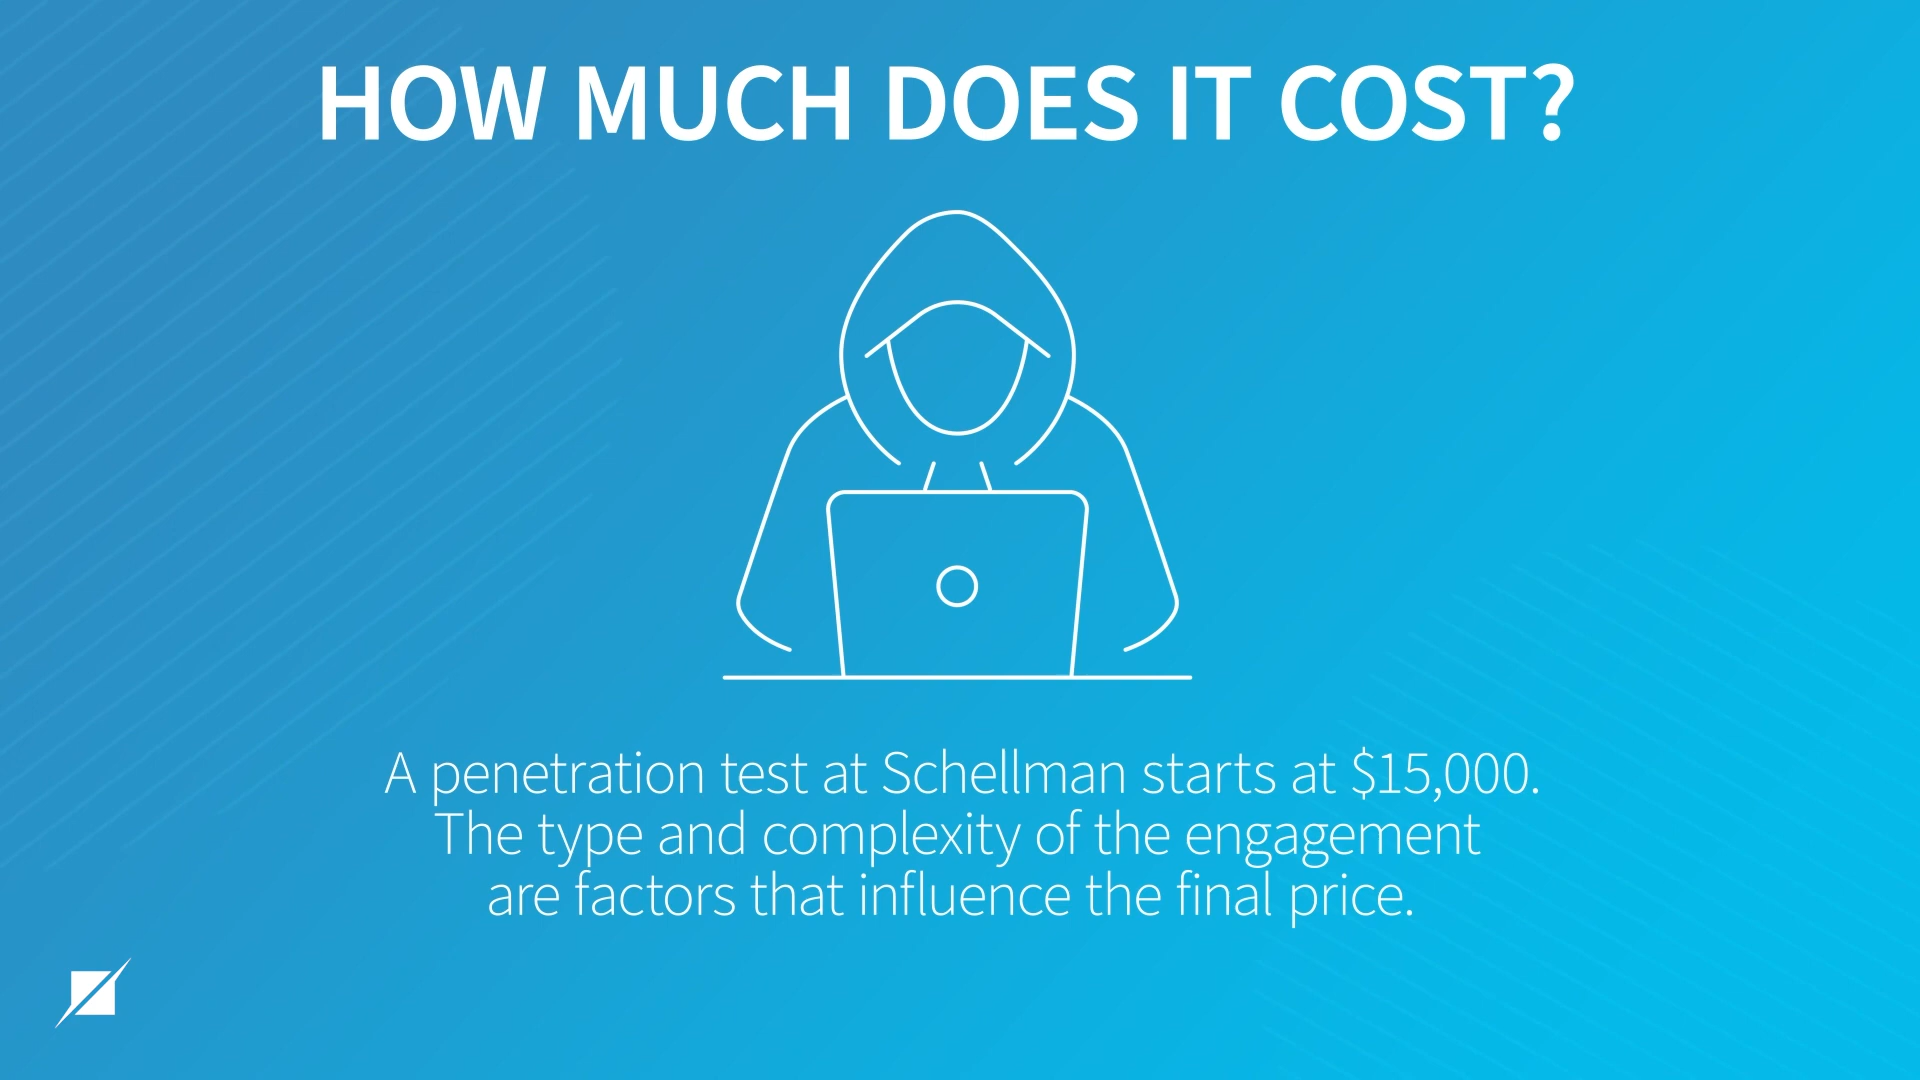 HOW MUCH DOES IT COST?
A penetration test at Schellman starts at $15,000.
The type and complexity of the engagement
are factors that influence the final price.